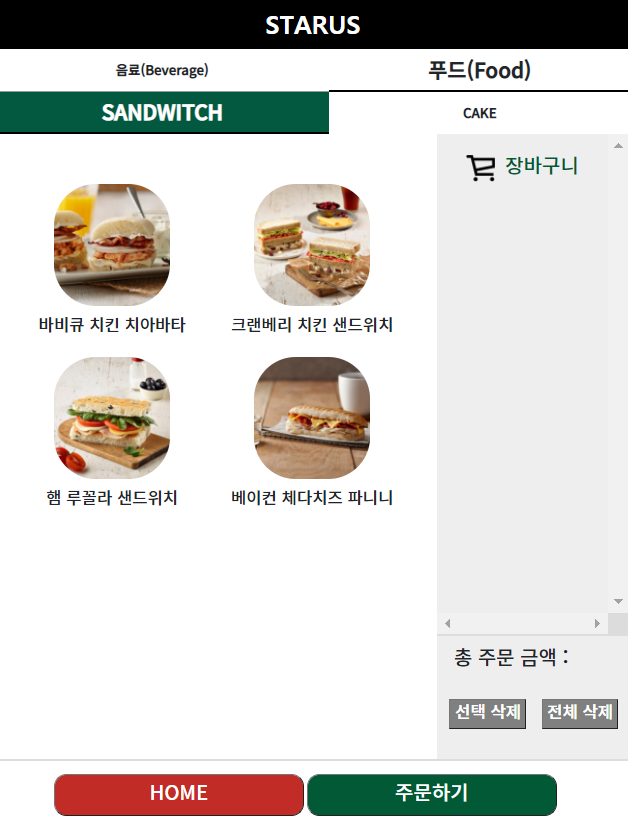 STARUS
음료(Beverage)
푸드(Food)
SANDWITCH
CAKE
장바구니
바비큐 치킨 치아바타
크랜베리 치킨 샌드위치
햄 루꼴라 샌드위치
베이컨 체다치즈 파니니
총 주문 금액 :
선택 삭제
전체 삭제
HOME
주문하기